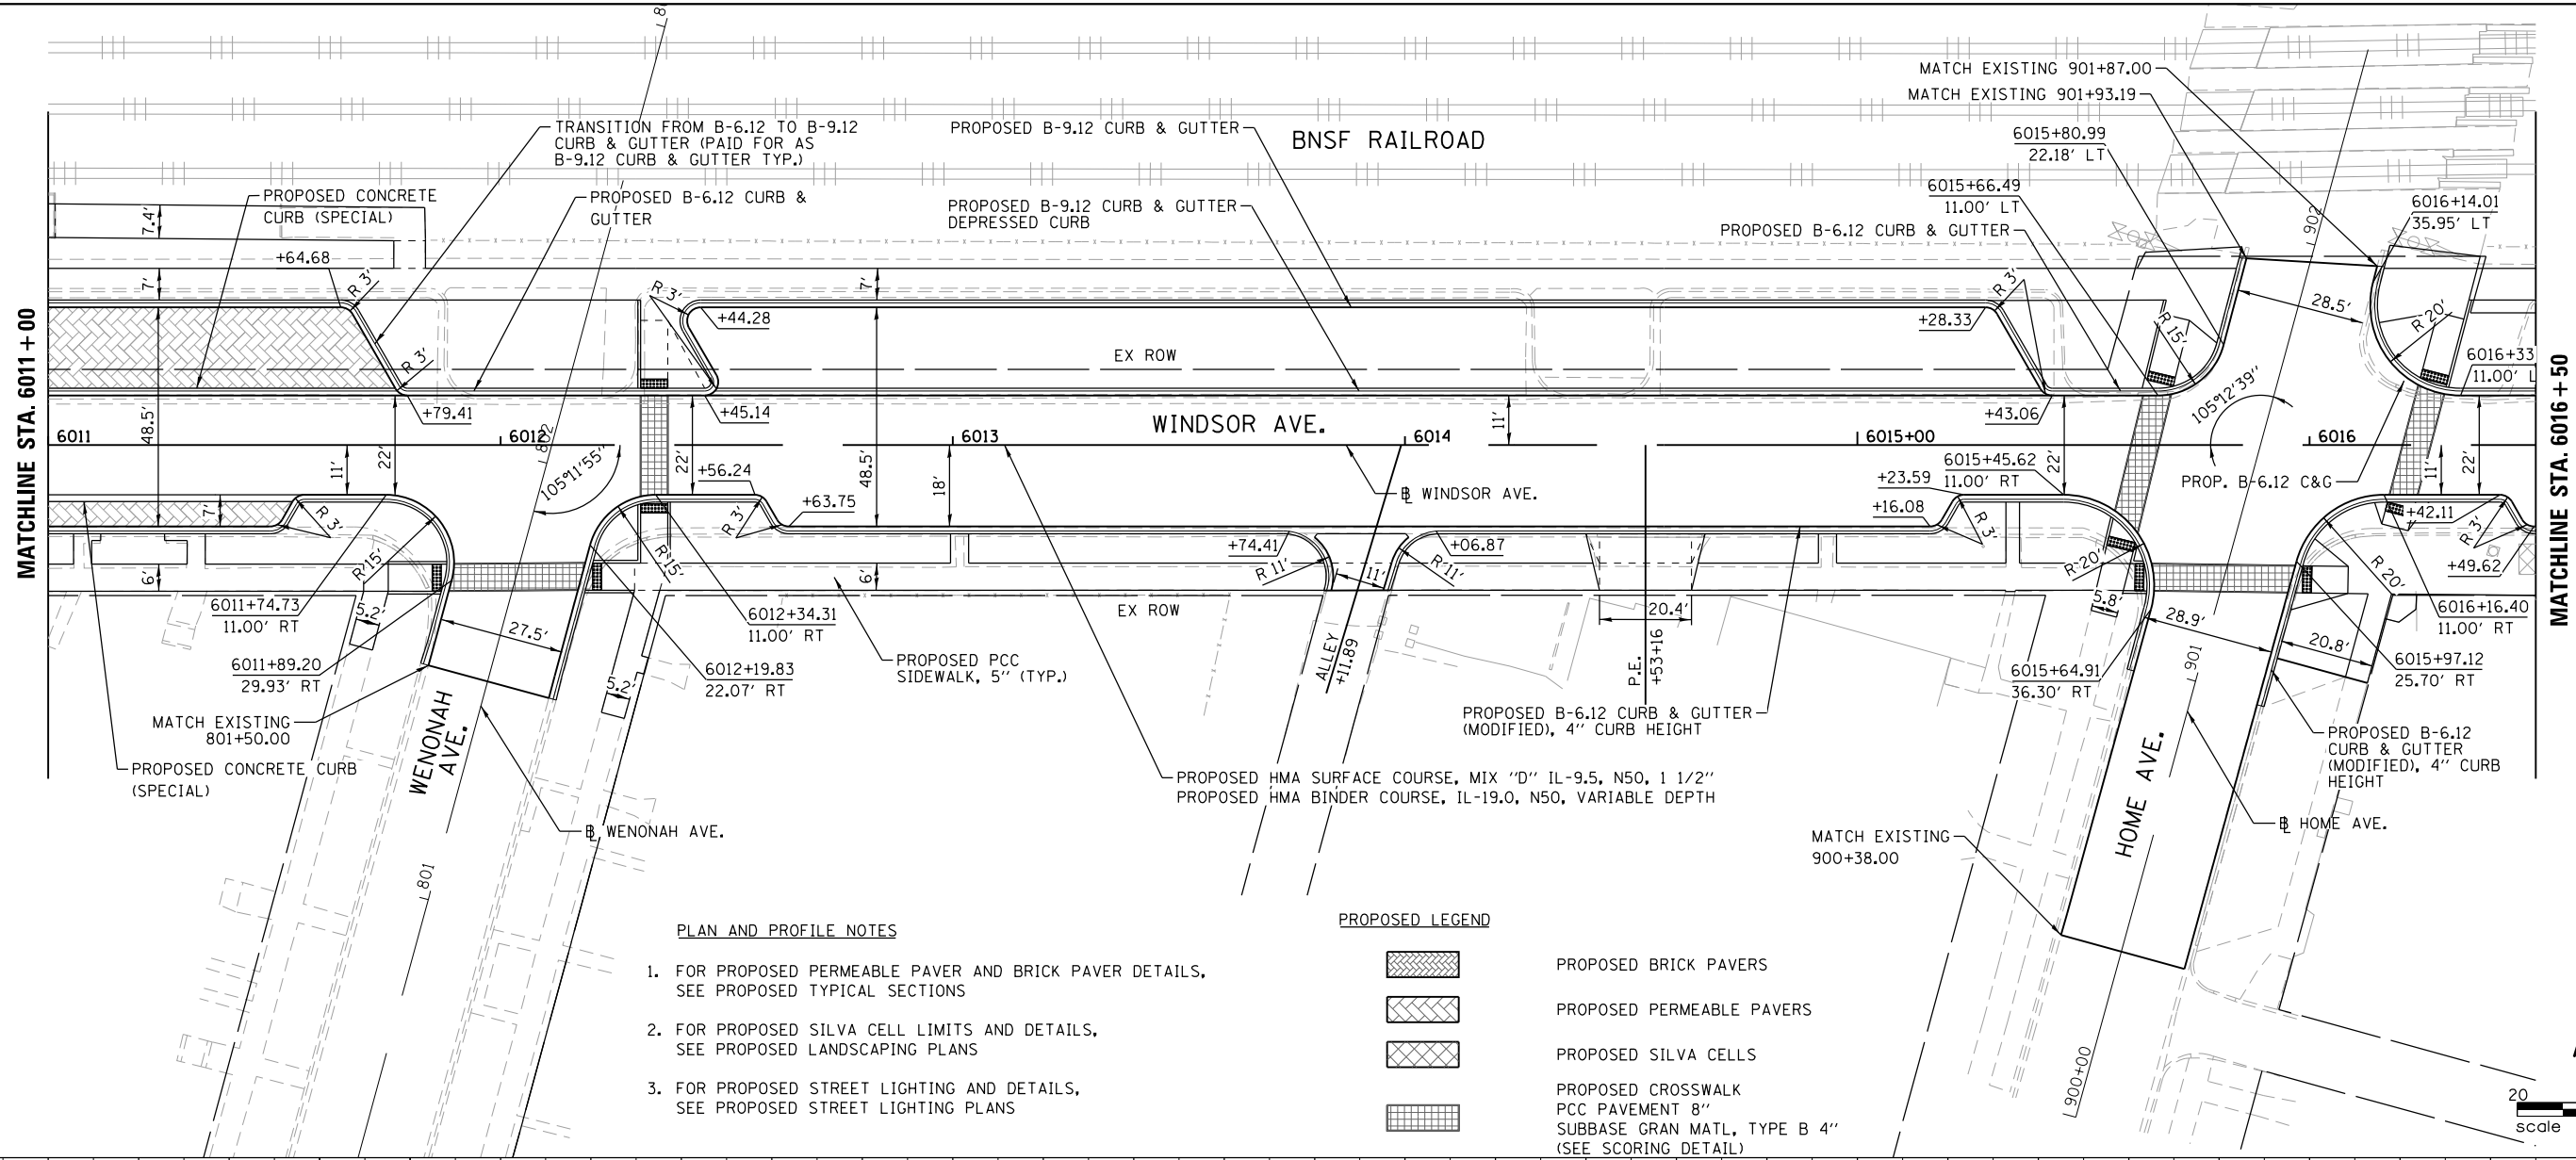 L 8
MATCH EXISTING 901+87.00
MATCH EXISTING 901+93.19
TRANSITION FROM B-6.12 TO B-9.12
CURB & GUTTER (PAID FOR AS
B-9.12 CURB & GUTTER TYP.)
PROPOSED B-9.12 CURB & GUTTER
BNSF RAILROAD
6015+80.99
22.18' LT
PROPOSED CONCRETE
CURB (SPECIAL)
PROPOSED B-6.12 CURB &
GUTTER
PROPOSED B-9.12 CURB & GUTTER
DEPRESSED CURB
6015+66.49
11.00' LT
PROPOSED B-6.12 CURB & GUTTER
L 902
6016+14.01
35.95' LT
7.4'
+64.68
7'
R 3'
R 3'
7'
R 3'
28.5'
MATCHLINE STA. 6011+00
+44.28
+28.33
R 15'
R 20'
EX ROW
R 3'
6016+33
11.00' L
MATCHLINE STA. 6016+50
48.5'
+79.41
+45.14
WINDSOR AVE.
11'
+43.06
105°12'39"
6011
6012
6013
6014
6015+00
6016
L 802
11'
22'
105°11'55"
22'
+56.24
48.5'
18'
22'
11'
22'
6015+45.62
11.00' RT
PROP. B-6.12 C&G
+23.59
+16.08
B WINDSOR AVE.
7'
R 3'
R 3'
+63.75
R 3'
+42.11
R 3'
R 15'
R 15'
+74.41
+06.87
R 11'
11'
R 11'
R 20'
R 20'
+49.62
6'
6'
6011+74.73
11.00' RT
5.2'
27.5'
6012+34.31
11.00' RT
EX ROW
20.4'
5.8'
28.9'
6016+16.40
11.00' RT
6011+89.20
29.93' RT
6012+19.83
22.07' RT
5.2'
PROPOSED PCC
SIDEWALK, 5" (TYP.)
ALLEY
+11.89
P.E.
+53+16
6015+64.91
36.30' RT
L 901
20.8'
6015+97.12
25.70' RT
MATCH EXISTING
801+50.00
WENONAH
AVE.
PROPOSED B-6.12 CURB & GUTTER
(MODIFIED), 4" CURB HEIGHT
PROPOSED B-6.12
CURB & GUTTER
(MODIFIED), 4" CURB
HEIGHT
PROPOSED CONCRETE CURB
(SPECIAL)
PROPOSED HMA SURFACE COURSE, MIX "D" IL-9.5, N50, 1 1/2"
PROPOSED HMA BINDER COURSE, IL-19.0, N50, VARIABLE DEPTH
HOME AVE.
B WENONAH AVE.
B HOME AVE.
L 801
MATCH EXISTING
900+38.00
L 900+00
PLAN AND PROFILE NOTES
1. FOR PROPOSED PERMEABLE PAVER AND BRICK PAVER DETAILS,
SEE PROPOSED TYPICAL SECTIONS
2. FOR PROPOSED SILVA CELL LIMITS AND DETAILS,
SEE PROPOSED LANDSCAPING PLANS
3. FOR PROPOSED STREET LIGHTING AND DETAILS,
SEE PROPOSED STREET LIGHTING PLANS
PROPOSED LEGEND
PROPOSED BRICK PAVERS
PROPOSED PERMEABLE PAVERS
PROPOSED SILVA CELLS
PROPOSED CROSSWALK
PCC PAVEMENT 8"
SUBBASE GRAN MATL, TYPE B 4"
(SEE SCORING DETAIL)
20
scale